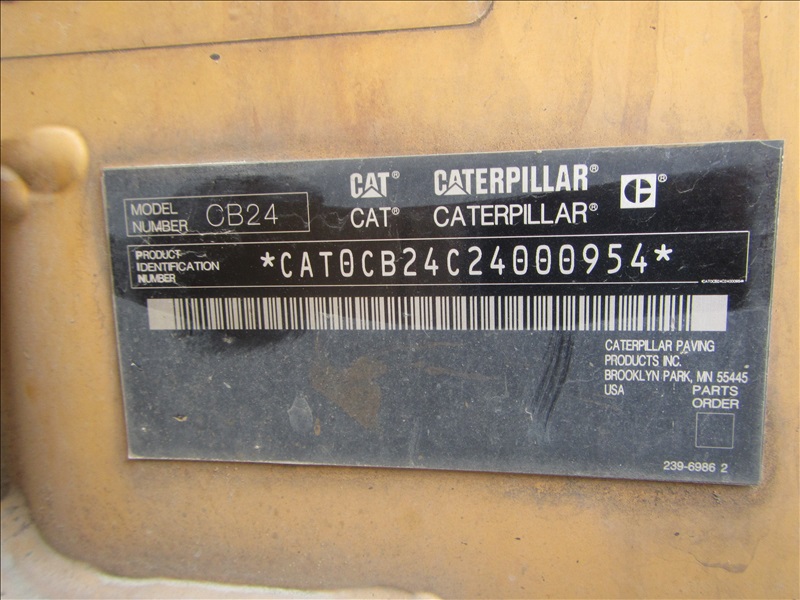 CAT® CATERPILLAR®
CAT® CATERPILLAR®
C ®
MODEL NUMBER CB24
PRODUCT
IDENTIFICATION
NUMBER
*CAT0CB24C24000954*
*CAT0CB24C24000954*
CATERPILLAR PAVING
PRODUCTS INC.
BROOKLYN PARK, MN 55445
USA
PARTS
ORDER
239-6986 2